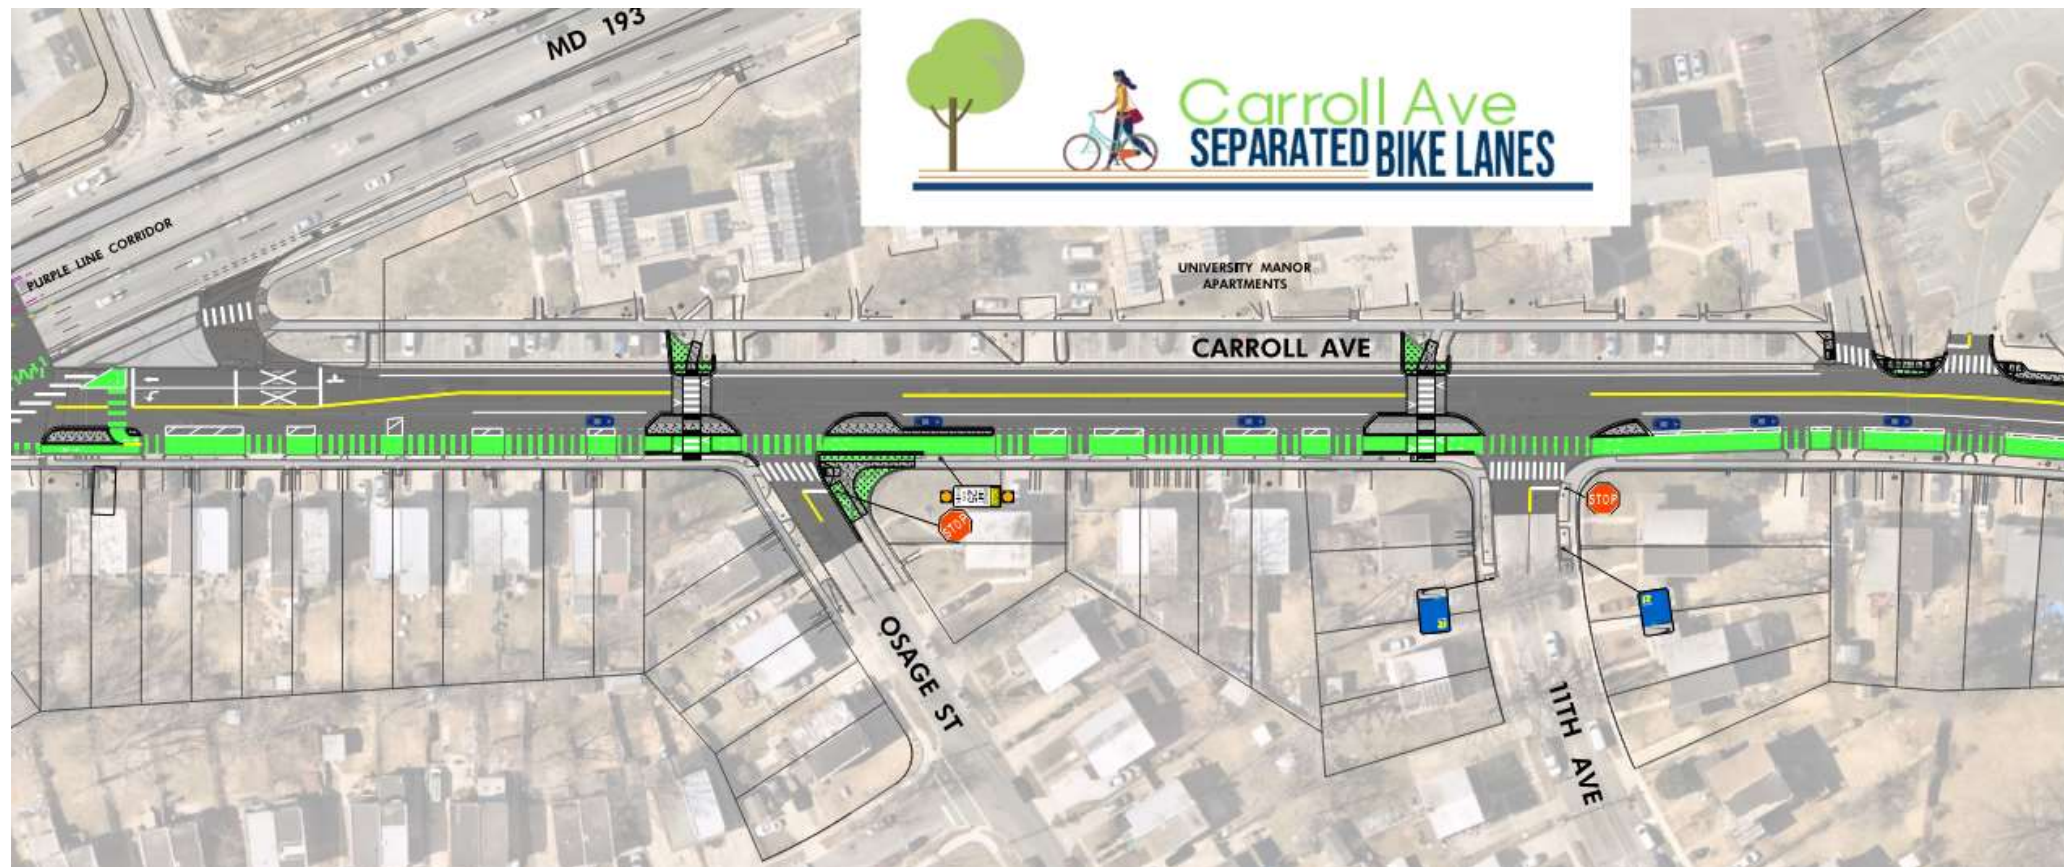 MD 193
Carroll Ave
SEPARATED BIKE LANES
PURPLE LINE CORRIDOR
UNIVERSITY MANOR
APARTMENTS
CARROLL AVE
STOP
STOP
OSAGE ST
11TH AVE